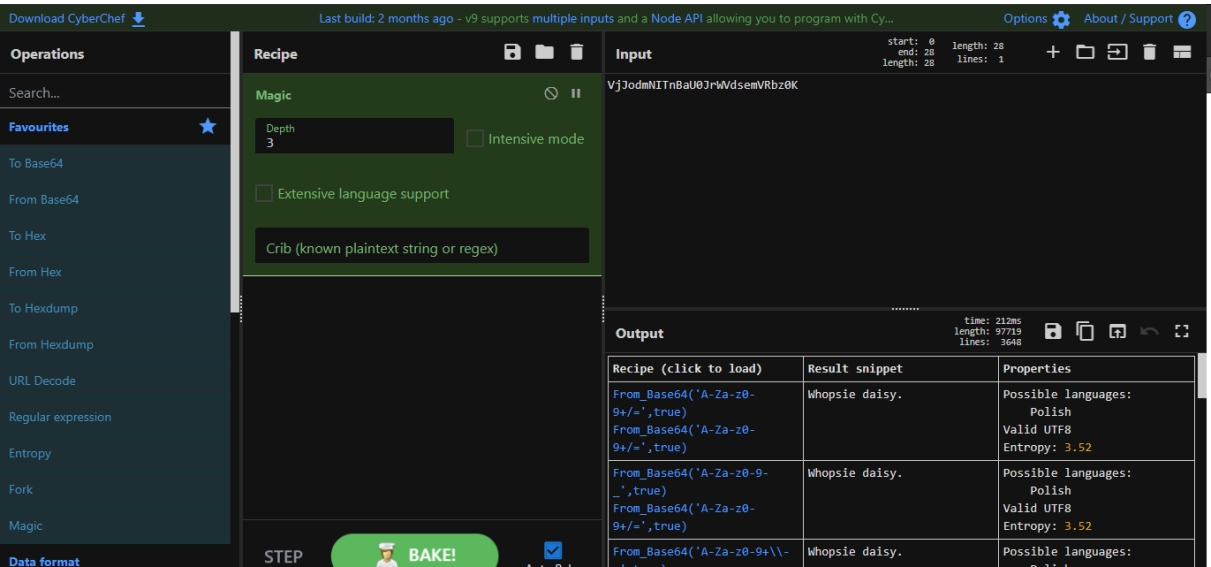 Download CyberChef
Last build: 2 months ago - v9 supports multiple inputs and a Node API allowing you to program with Cy...
Options
About / Support
Operations
Search...
Favourites
To Base64
From Base64
To Hex
From Hex
To Hexdump
From Hexdump
URL Decode
Regular expression
Entropy
Fork
Magic
Data format
Recipe
Magic
Depth
3
Intensive mode
Extensive language support
Crib (known plaintext string or regex)
STEP
BAKE!
Input
start: 0
end: 28
length: 28
length: 28
lines: 1
VjJodmNITnBaU0JrWVdsemVRbz0K
Output
time: 212ms
length: 97719
lines: 3648
Recipe (click to load) Result snippet Properties
From_Base64('A-Za-z0-
9+/=',true)
From_Base64('A-Za-z0-
9+/=',true)
Whopsie daisy.
Possible languages:
Polish
Valid UTF8
Entropy: 3.52
From_Base64('A-Za-z0-9-
_',true)
From_Base64('A-Za-z0-
9+/=',true)
Whopsie daisy.
Possible languages:
Polish
Valid UTF8
Entropy: 3.52
From_Base64('A-Za-z0-9+\\-
Whopsie daisy.
Possible languages: